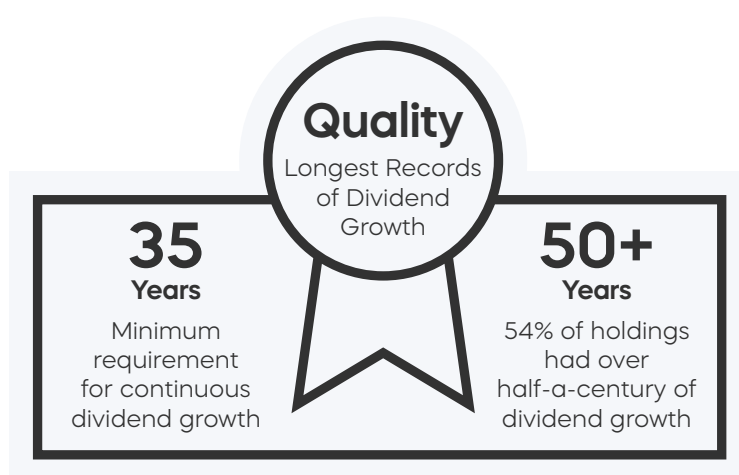 Quality
Longest Records
of Dividend
Growth
35
Years
Minimum
requirement
for continuous
dividend growth
50+
Years
54% of holdings
had over
half-a-century of
dividend growth